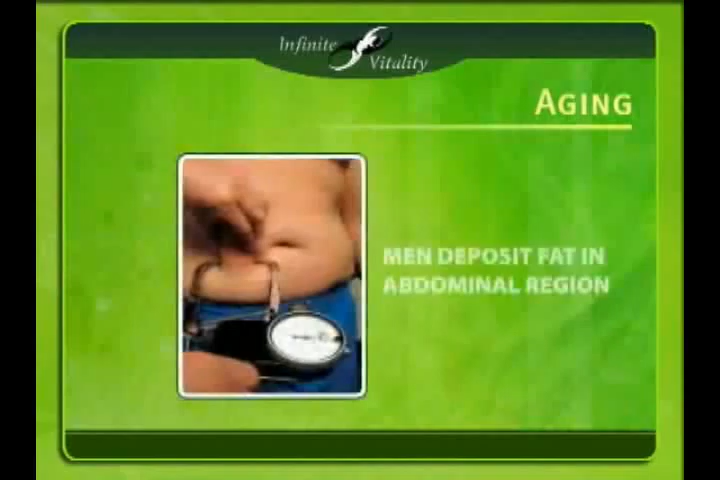 Infinite
Vitality
AGING
MEN DEPOSIT FAT IN
ABDOMINAL REGION